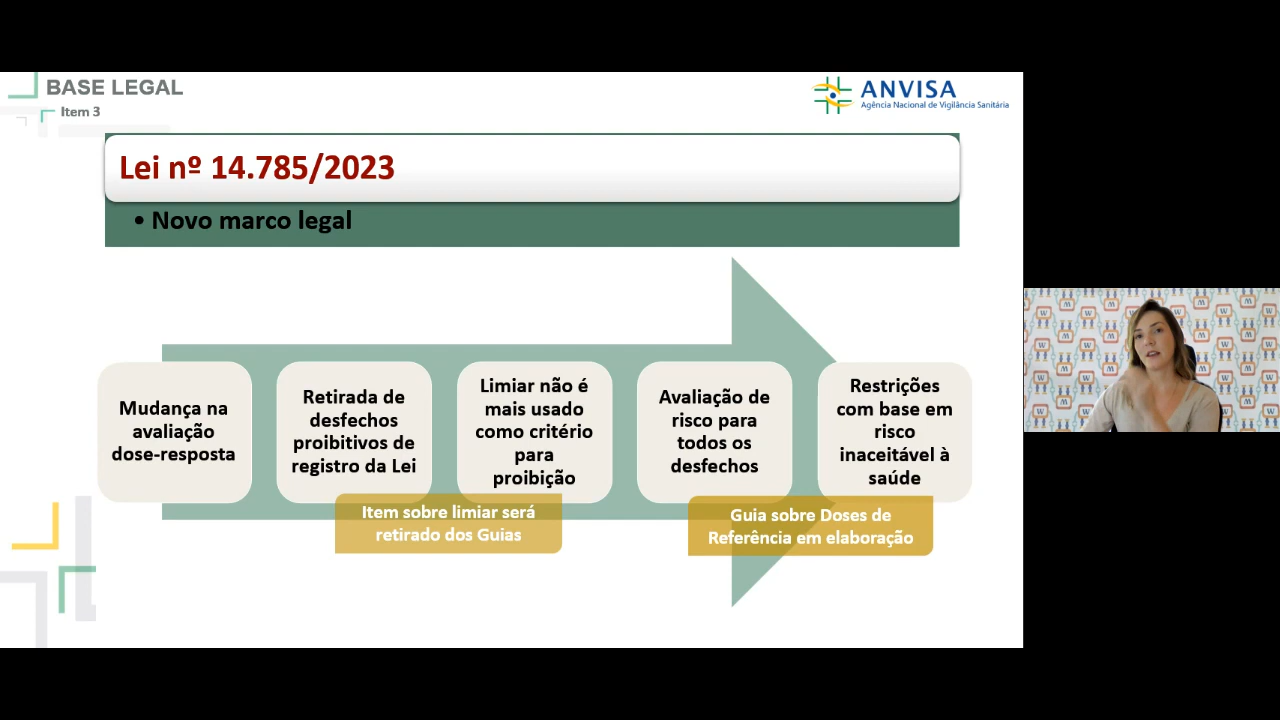 BASE LEGAL
Item 3
ANVISA
Agência Nacional de Vigilância Sanitária
Lei nº 14.785/2023
• Novo marco legal
Mudança na
avaliação
dose-resposta
Retirada de
desfechos
proibitivos de
registro da Lei
Limiar não é
mais usado
como critério
para
proibição
Avaliação de
risco para
todos os
desfechos
Restrições
com base em
risco
inaceitável à
saúde
Item sobre limiar será
retirado dos Guias
Guia sobre Doses de
Referência em elaboração